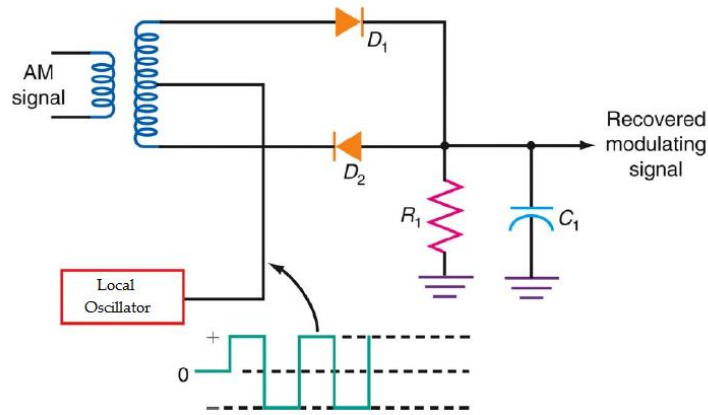 D₁
AM
signal
Recovered
modulating
signal
D₂
R₁
C₁
Local
Oscillator
+
0
−